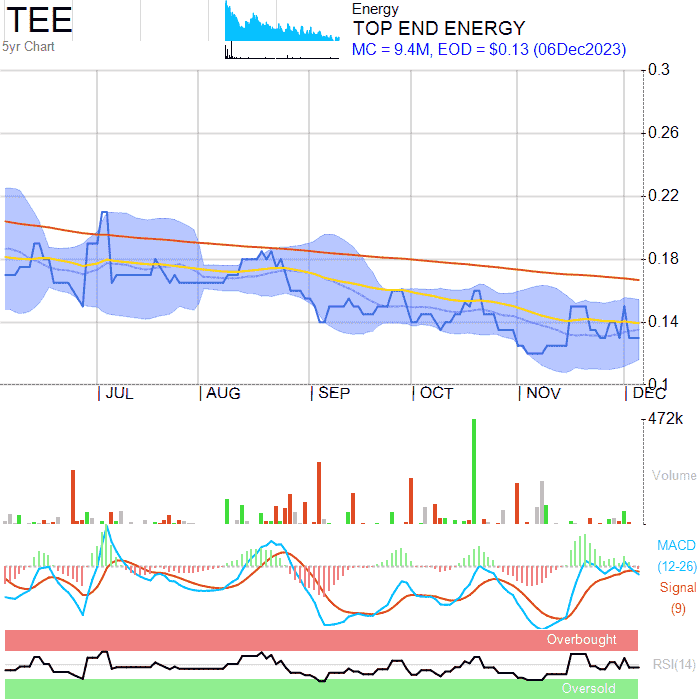 TEE
5yr Chart
Energy
TOP END ENERGY
MC = 9.4M, EOD = $0.13 (06Dec2023)
0.3
0.26
0.22
0.18
0.14
0.1
JUL AUG SEP OCT NOV DEC
472k
Volume
MACD
(12-26)
Signal
(9)
Overbought
RSI(14)
Oversold